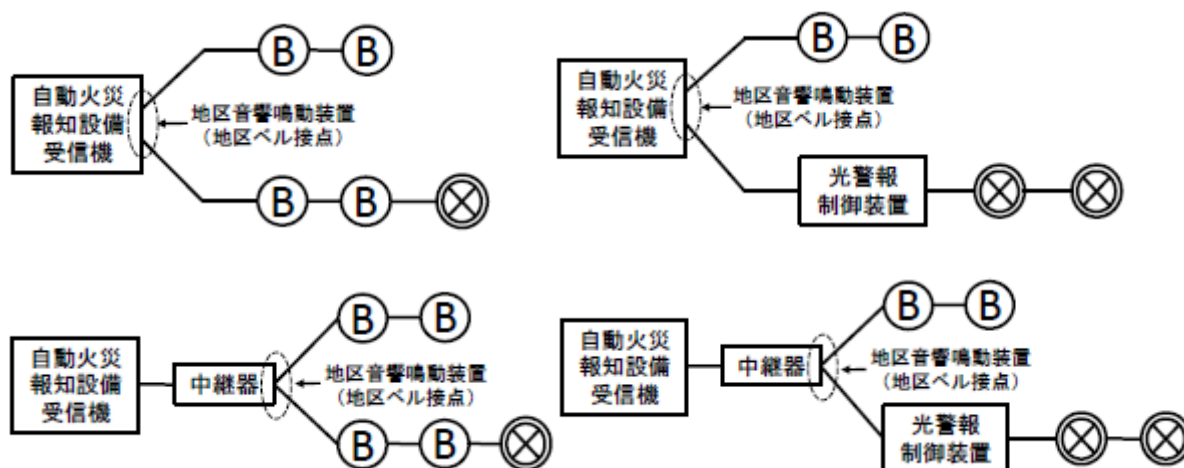 B B
自動火災
報知設備
受信機
地区音響鳴動装置
(地区ベル接点)
B B
B B
自動火災
報知設備
受信機
地区音響鳴動装置
(地区ベル接点)
光警報
制御装置
B B
自動火災
報知設備
受信機
中継器
地区音響鳴動装置
(地区ベル接点)
B B
B B
自動火災
報知設備
受信機
中継器
地区音響鳴動装置
(地区ベル接点)
光警報
制御装置